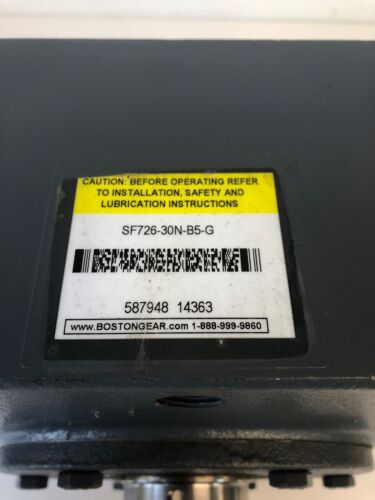 CAUTION: BEFORE OPERATING REFER
TO INSTALLATION, SAFETY AND
LUBRICATION INSTRUCTIONS
SF726-30N-B5-G
587948 14363
www.BOSTONGEAR.com 1-888-999-9860